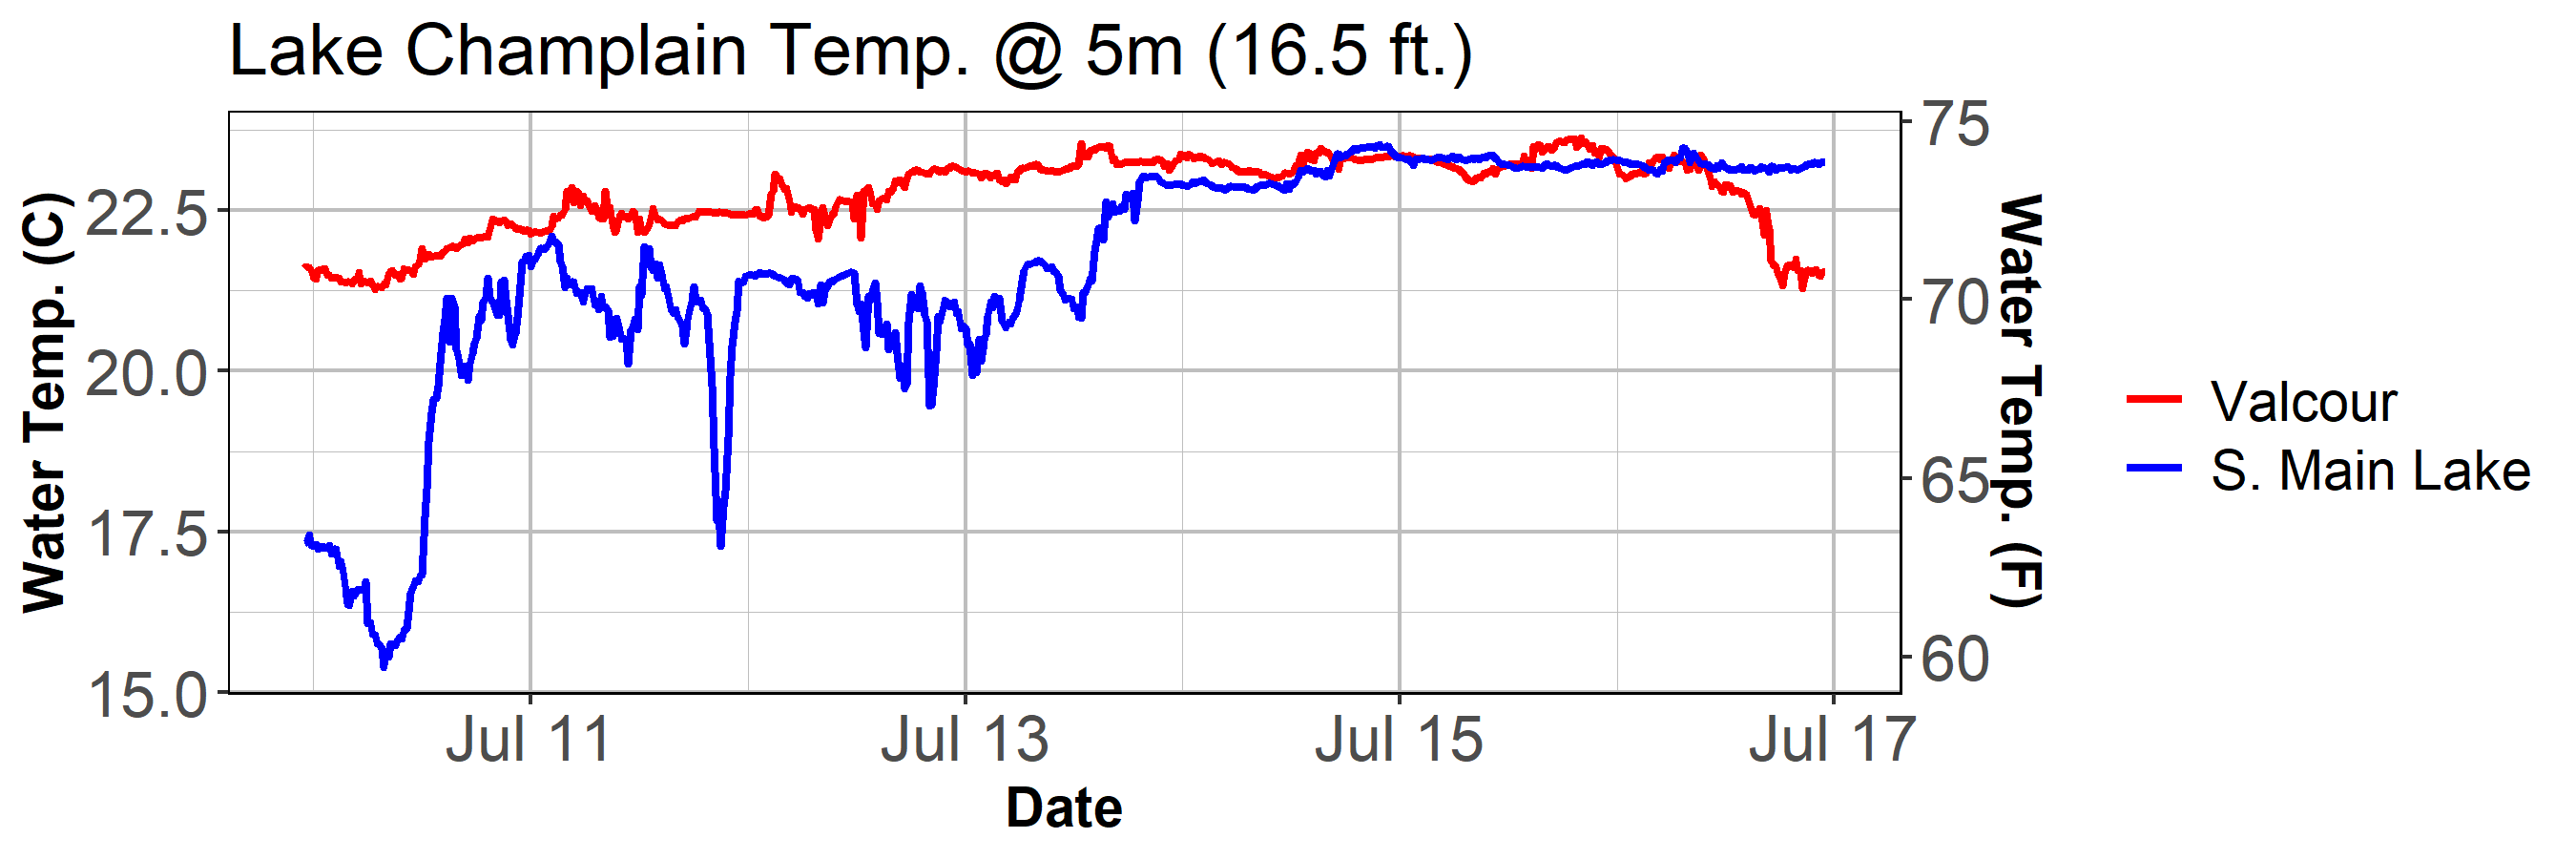 Lake Champlain Temp. @ 5m (16.5 ft.)
Water Temp. (C)
22.5
20.0
17.5
15.0
75
70
65
60
Water Temp. (F)
Jul 11
Jul 13
Jul 15
Jul 17
Date
Valcour
S. Main Lake